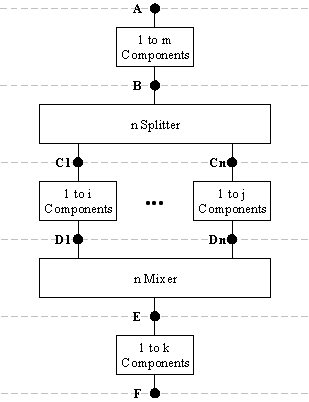 A
1 to m
Components
B
n Splitter
C1 Cn
1 to i 1 to j
Components ... Components
D1 Dn
n Mixer
E
1 to k
Components
F